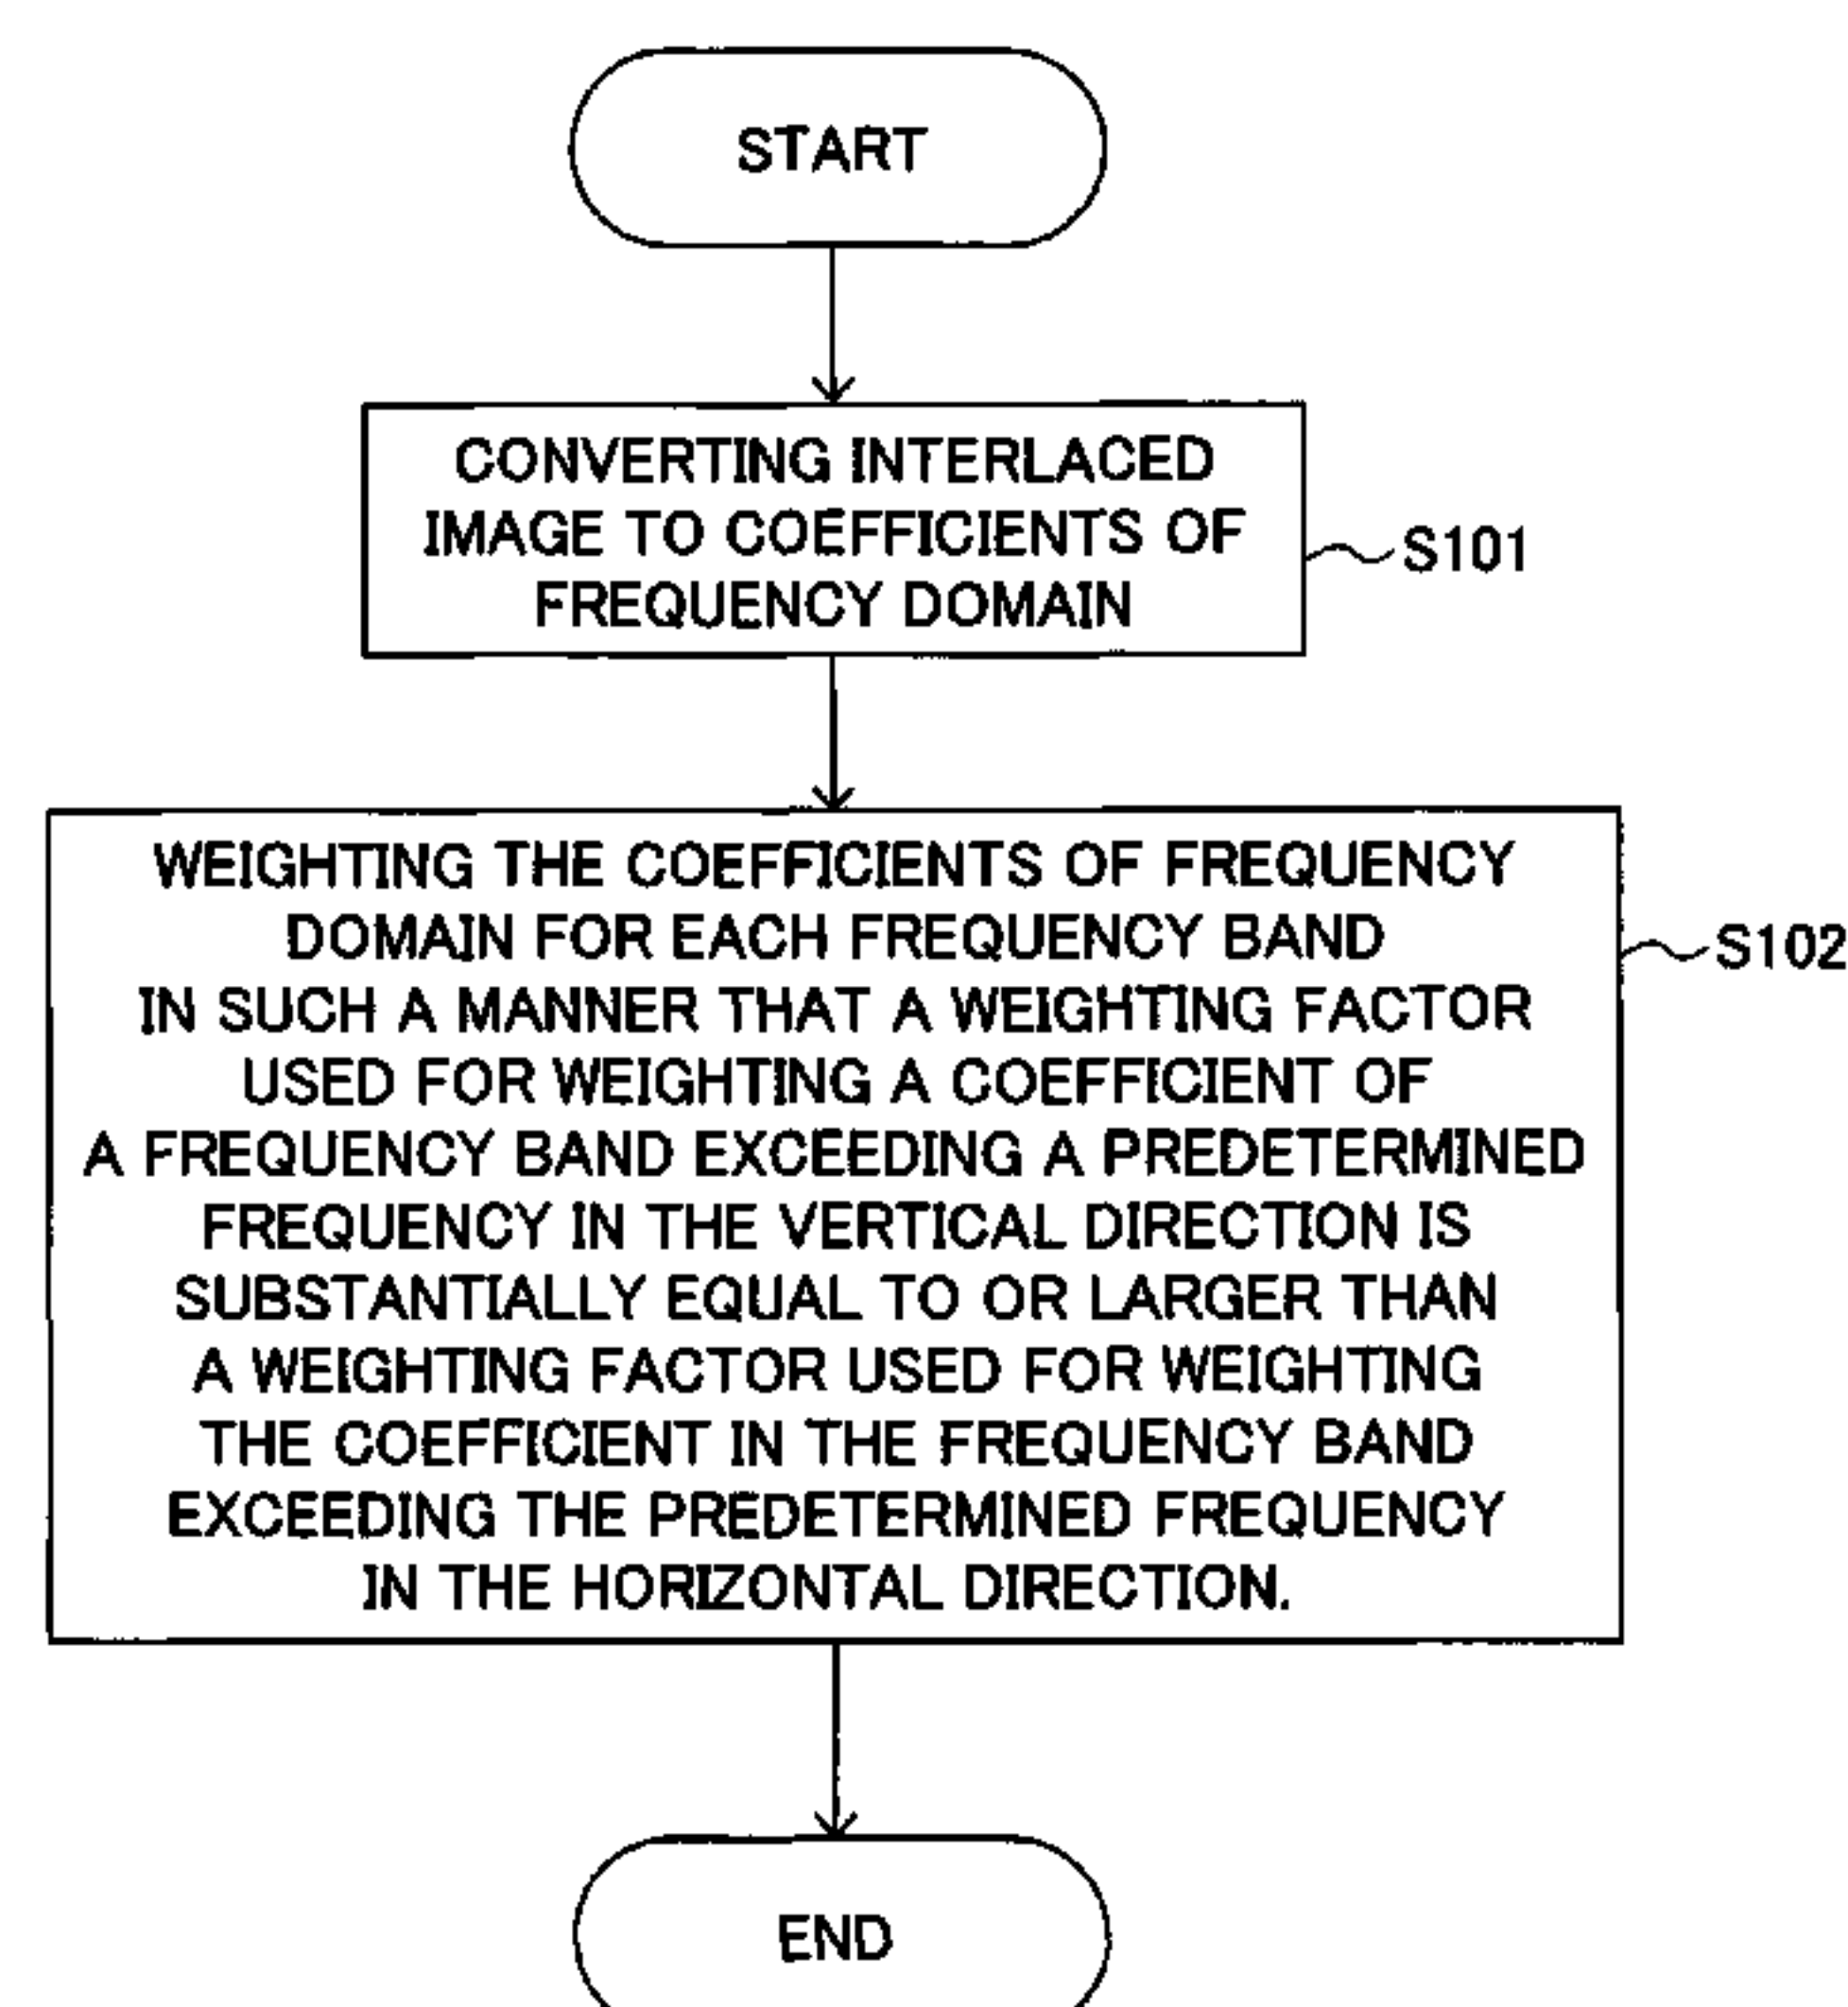 START
CONVERTING INTERLACED
IMAGE TO COEFFICIENTS OF
FREQUENCY DOMAIN
S101
WEIGHTING THE COEFFICIENTS OF FREQUENCY
DOMAIN FOR EACH FREQUENCY BAND
IN SUCH A MANNER THAT A WEIGHTING FACTOR
USED FOR WEIGHTING A COEFFICIENT OF
A FREQUENCY BAND EXCEEDING A PREDETERMINED
FREQUENCY IN THE VERTICAL DIRECTION IS
SUBSTANTIALLY EQUAL TO OR LARGER THAN
A WEIGHTING FACTOR USED FOR WEIGHTING
THE COEFFICIENT IN THE FREQUENCY BAND
EXCEEDING THE PREDETERMINED FREQUENCY
IN THE HORIZONTAL DIRECTION.
S102
END